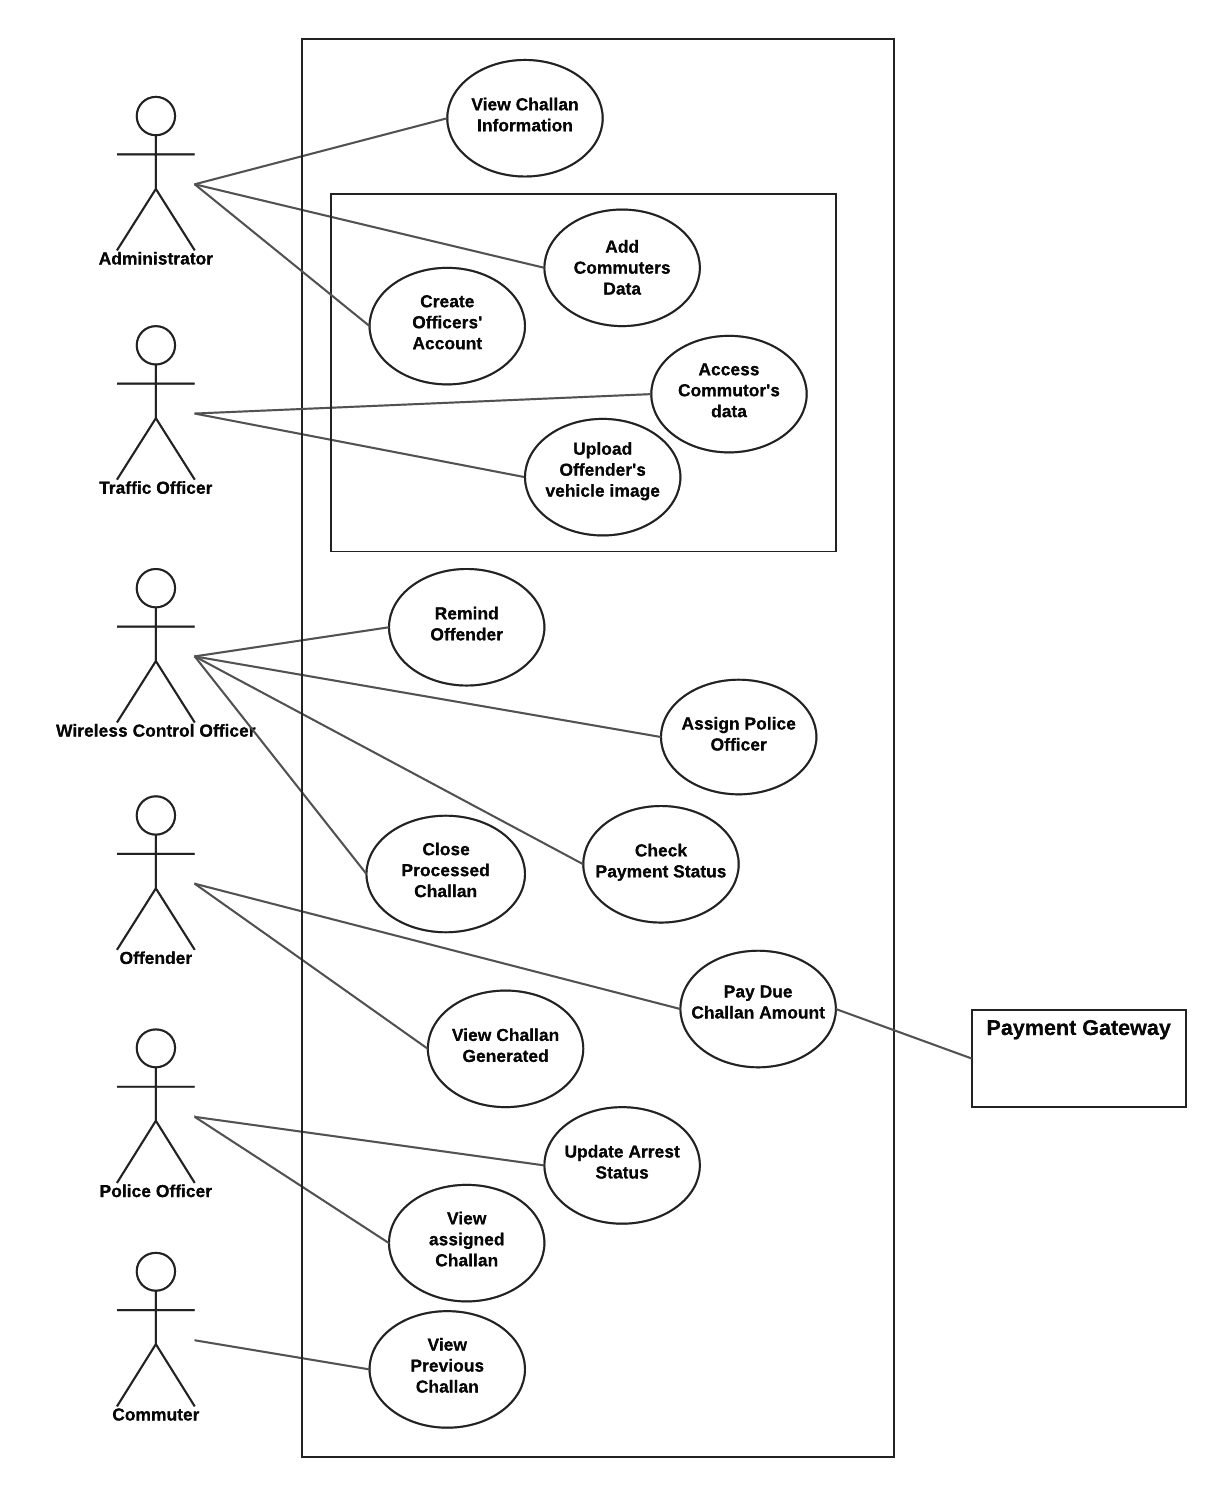 View Challan
Information
Administrator
Add
Commuters
Data
Create
Officers'
Account
Traffic Officer
Access
Commutor's
data
Upload
Offender's
vehicle image
Wireless Control Officer
Remind
Offender
Assign Police
Officer
Close
Processed
Challan
Check
Payment Status
Offender
Pay Due
Challan Amount
Payment Gateway
View Challan
Generated
Police Officer
Update Arrest
Status
View
assigned
Challan
Commuter
View
Previous
Challan